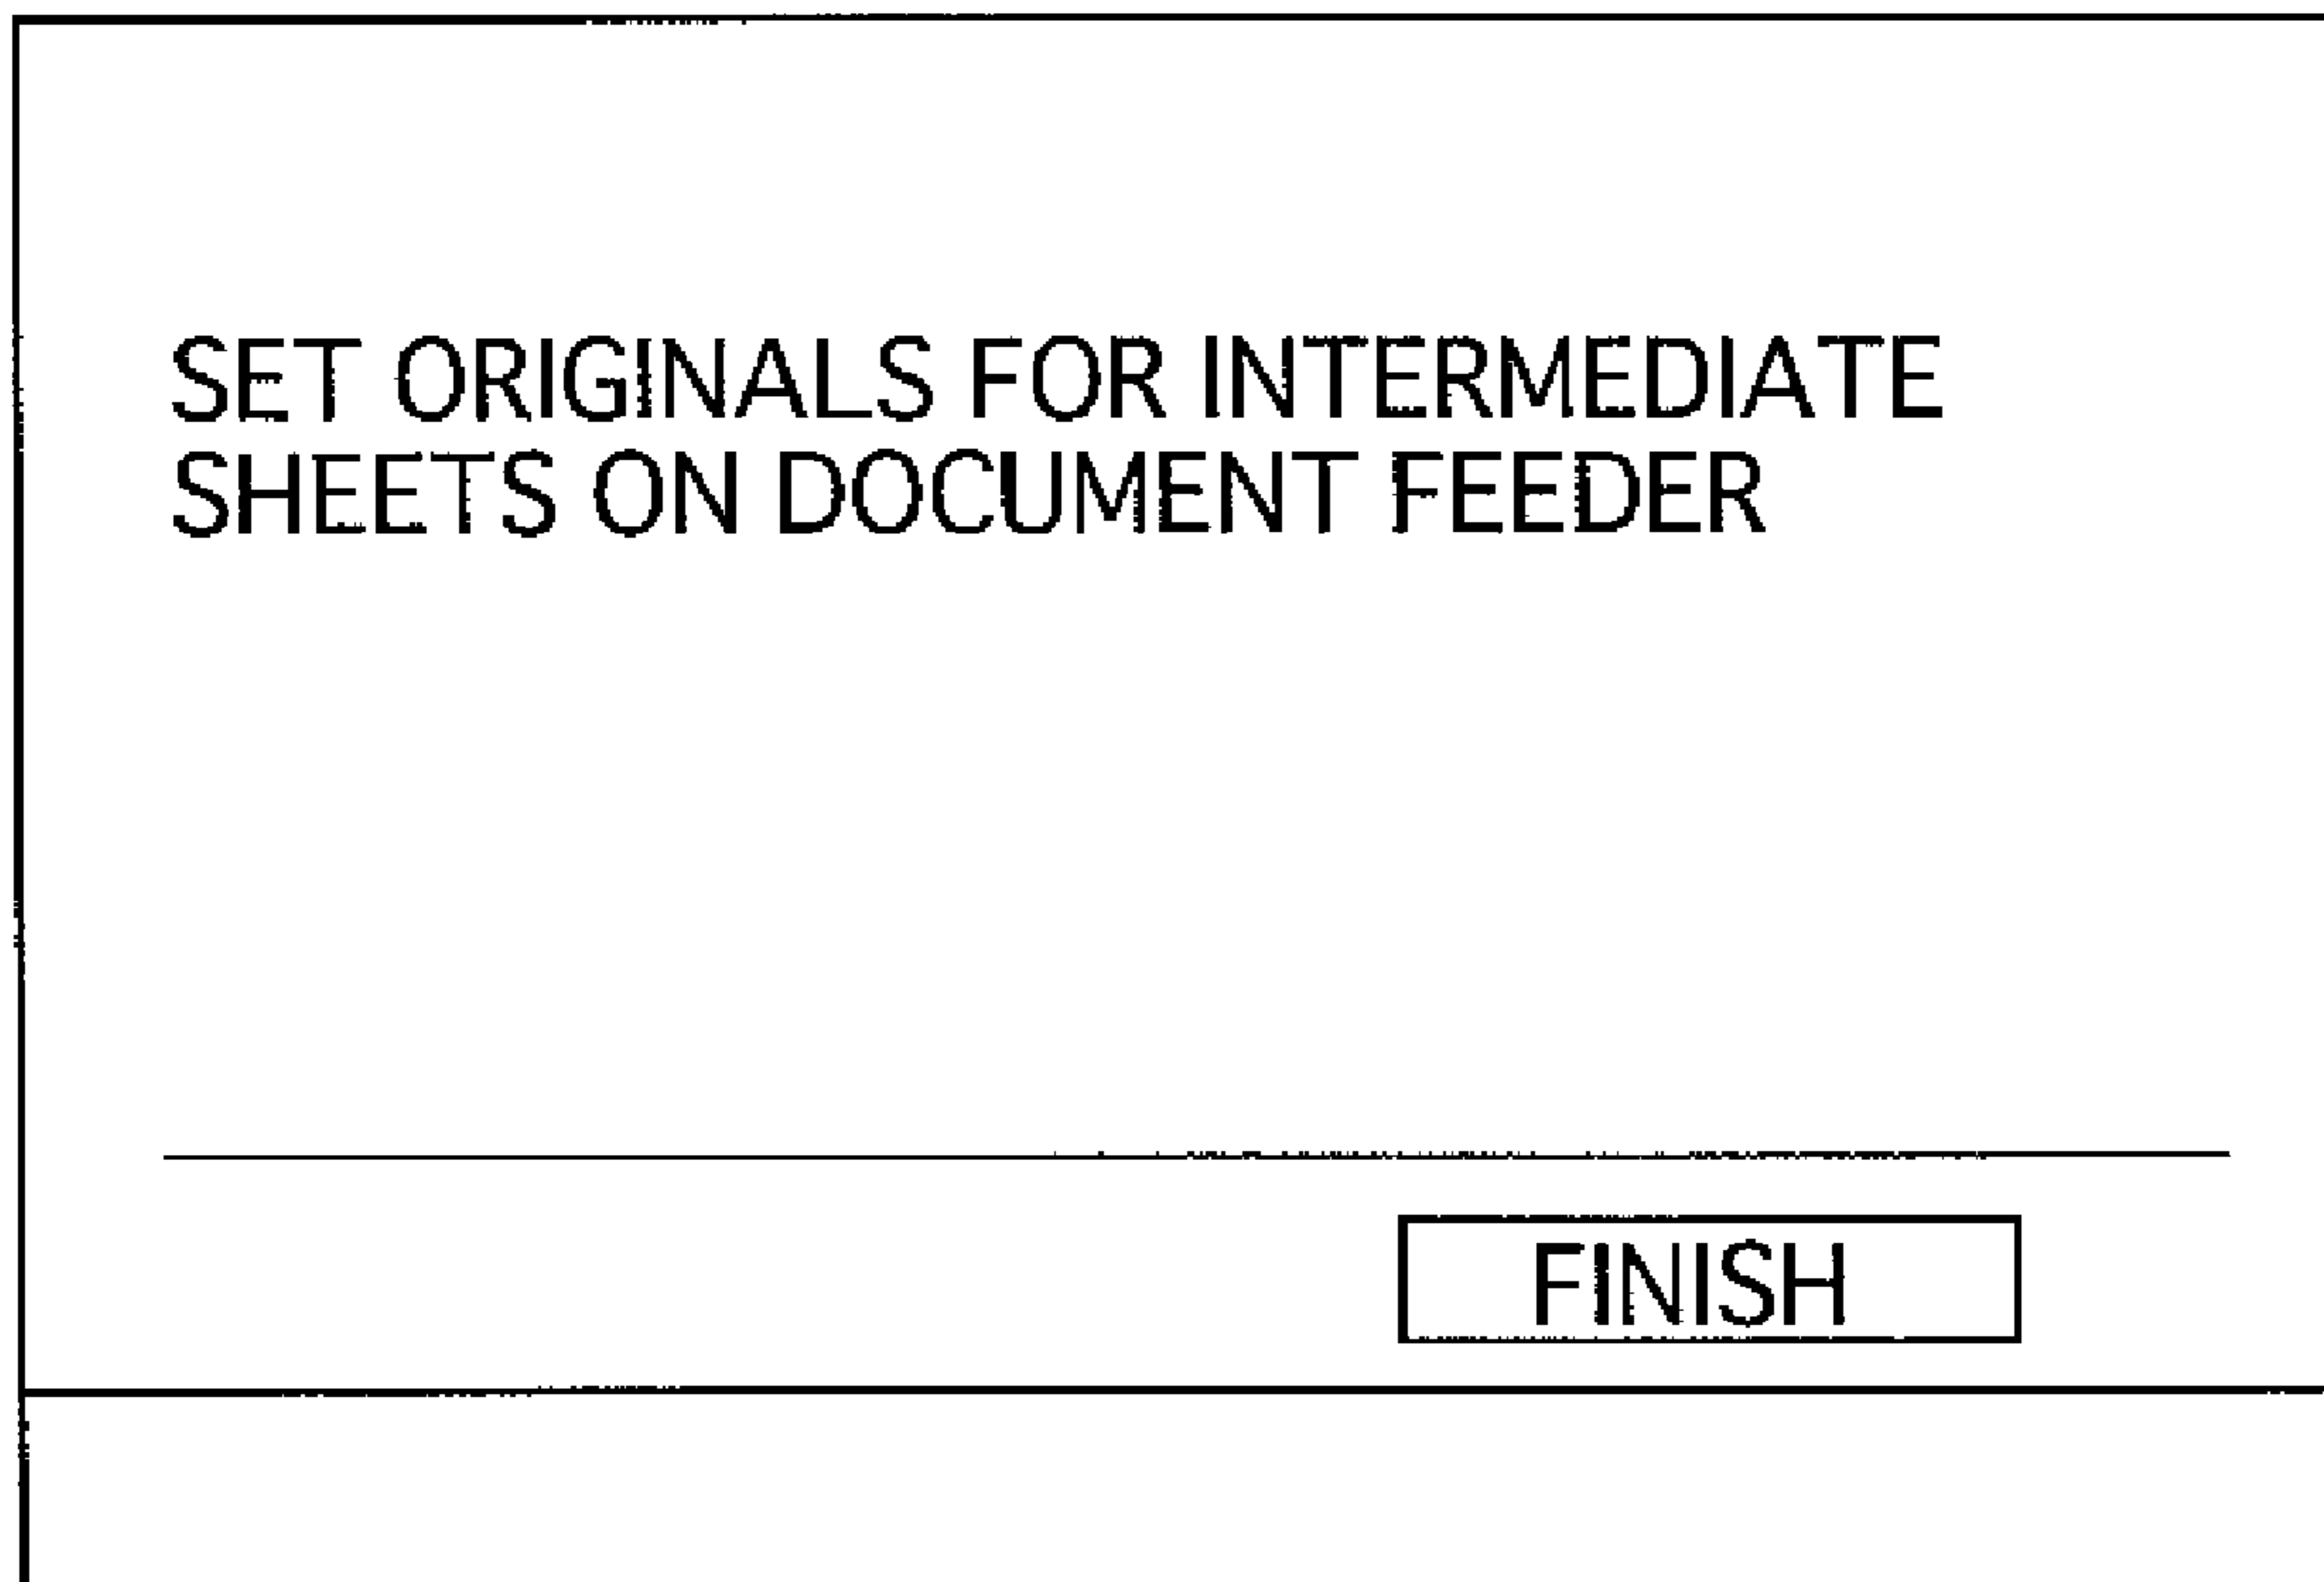 SET ORIGINALS FOR INTERMEDIATE
SHEETS ON DOCUMENT FEEDER
FINISH